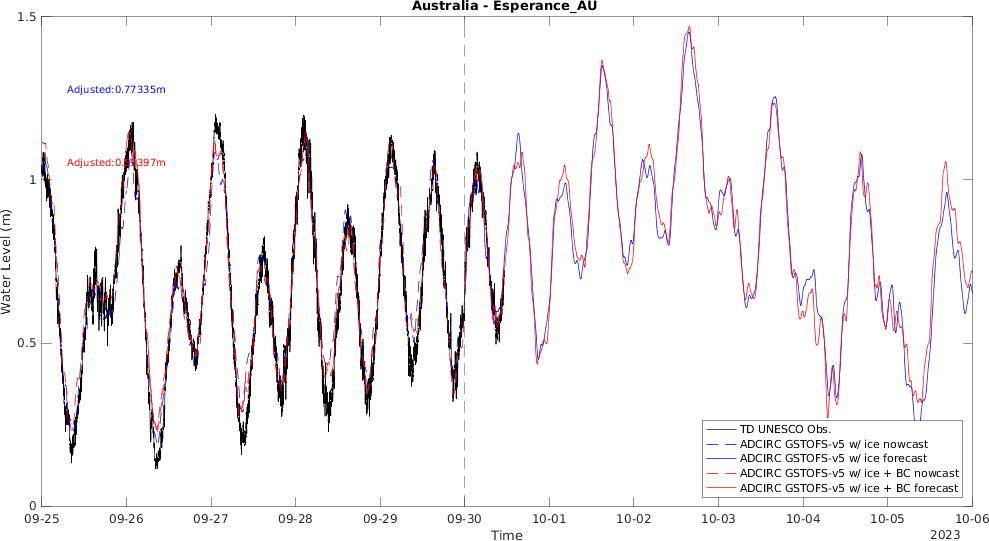 Australia - Esperance_AU
1.5
Adjusted:0.77335m
Adjusted: 397m
1
Water Level (m)
0.5
0
TD UNESCO Obs.
ADCIRC GSTOFS-v5 w/ ice nowcast
ADCIRC GSTOFS-v5 w/ ice forecast
ADCIRC GSTOFS-v5 w/ ice + BC nowcast
ADCIRC GSTOFS-v5 w/ ice + BC forecast
09-25 09-26 09-27 09-28 09-29 09-30 10-01 10-02 10-03 10-04 10-05 10-06
Time
2023